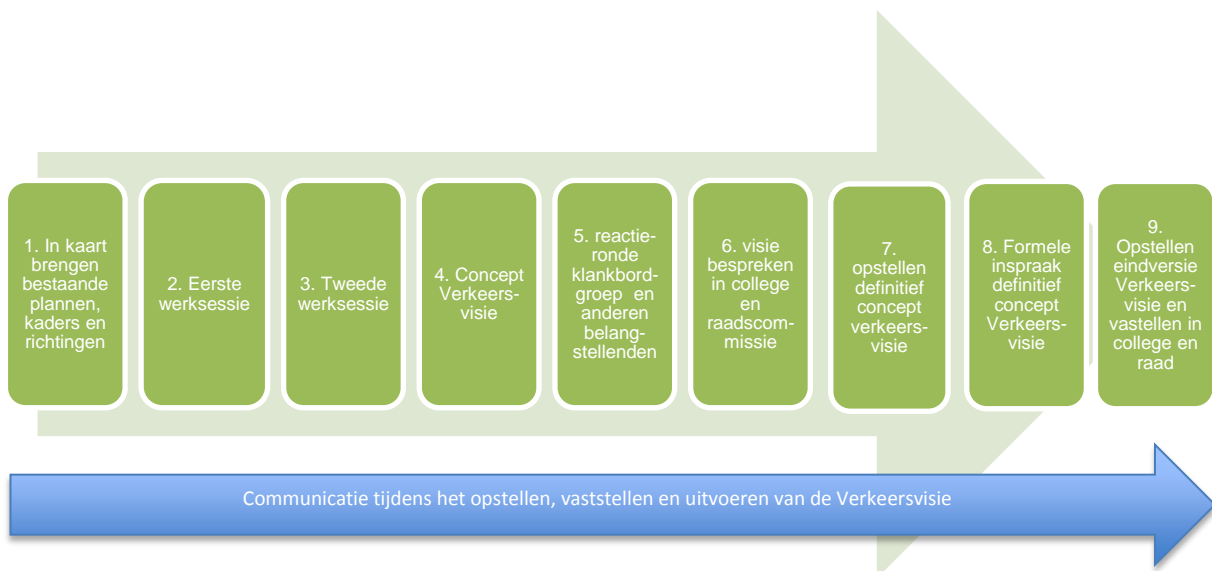 1. In kaart
brengen
bestaande
plannen,
kaders en
richtingen
2. Eerste
werksessie
3. Tweede
werksessie
4. Concept
Verkeers-
visie
5. reactie-
ronde
klankbord-
groep en
anderen
belang-
stellenden
6. visie
bespreken
in college
en
raadscom-
missie
7.
opstellen
definitief
concept
verkeers-
visie
8. Formele
inspraak
definitief
concept
Verkeers-
visie
9.
Opstellen
eindversie
Verkeers-
visie en
vastellen in
college en
raad
Communicatie tijdens het opstellen, vaststellen en uitvoeren van de Verkeersvisie